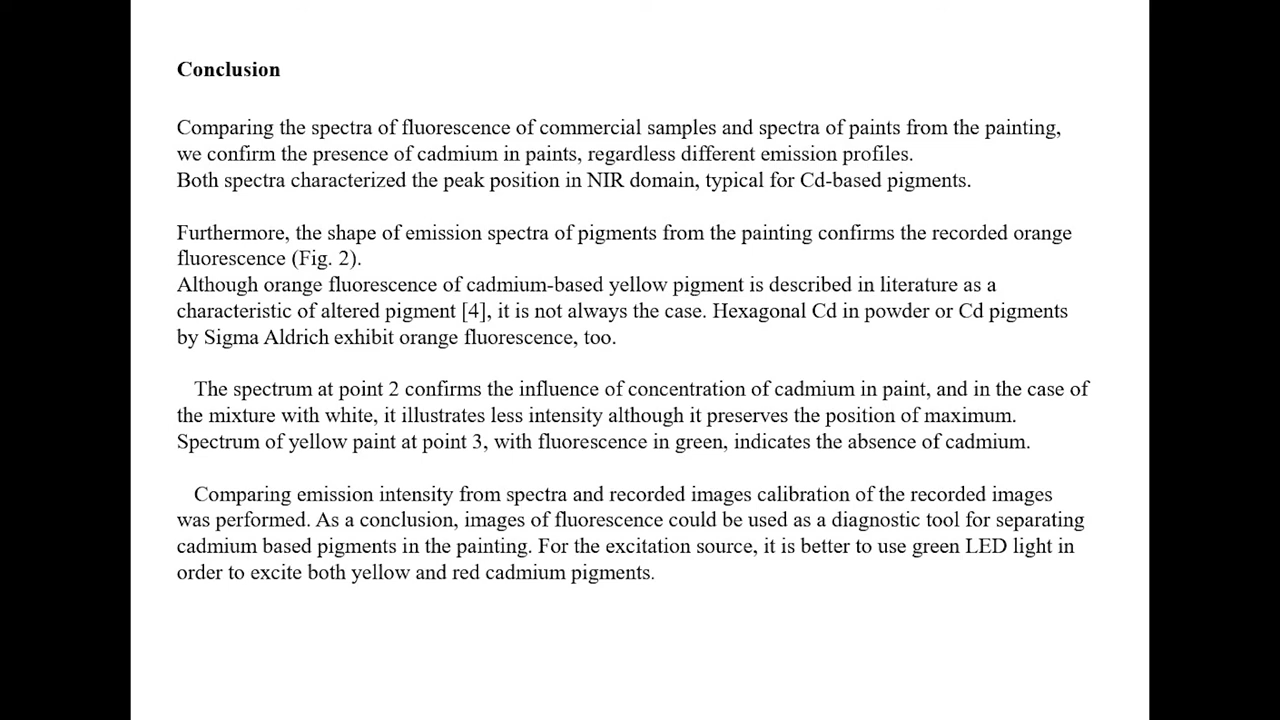 Conclusion
Comparing the spectra of fluorescence of commercial samples and spectra of paints from the painting,
we confirm the presence of cadmium in paints, regardless different emission profiles.
Both spectra characterized the peak position in NIR domain, typical for Cd-based pigments.
Furthermore, the shape of emission spectra of pigments from the painting confirms the recorded orange
fluorescence (Fig. 2).
Although orange fluorescence of cadmium-based yellow pigment is described in literature as a
characteristic of altered pigment [4], it is not always the case. Hexagonal Cd in powder or Cd pigments
by Sigma Aldrich exhibit orange fluorescence, too.
The spectrum at point 2 confirms the influence of concentration of cadmium in paint, and in the case of
the mixture with white, it illustrates less intensity although it preserves the position of maximum.
Spectrum of yellow paint at point 3, with fluorescence in green, indicates the absence of cadmium.
Comparing emission intensity from spectra and recorded images calibration of the recorded images
was performed. As a conclusion, images of fluorescence could be used as a diagnostic tool for separating
cadmium based pigments in the painting. For the excitation source, it is better to use green LED light in
order to excite both yellow and red cadmium pigments.